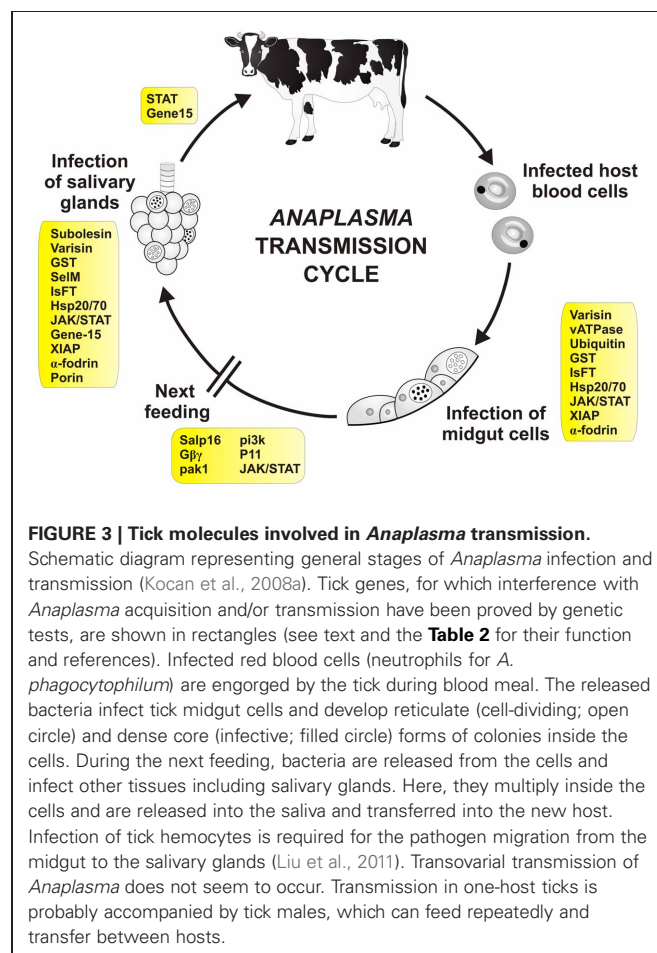 STAT
Gene15
Infection
of salivary
glands
Subolesin
Varisin
GST
SelM
IsFT
Hsp20/70
JAK/STAT
Gene-15
XIAP
α-fodrin
Porin
ANAPLASMA
TRANSMISSION
CYCLE
Infected host
blood cells
Varisin
vATPase
Ubiquitin
GST
IsFT
Hsp20/70
JAK/STAT
XIAP
α-fodrin
Infection of
midgut cells
Next
feeding
Salp16 pi3k
Gβγ P11
pak1 JAK/STAT
FIGURE 3 | Tick molecules involved in Anaplasma transmission.
Schematic diagram representing general stages of Anaplasma infection and
transmission (Kocan et al., 2008a). Tick genes, for which interference with
Anaplasma acquisition and/or transmission have been proved by genetic
tests, are shown in rectangles (see text and the Table 2 for their function
and references). Infected red blood cells (neutrophils for A.
phagocytophilum) are engorged by the tick during blood meal. The released
bacteria infect tick midgut cells and develop reticulate (cell-dividing; open
circle) and dense core (infective; filled circle) forms of colonies inside the
cells. During the next feeding, bacteria are released from the cells and
infect other tissues including salivary glands. Here, they multiply inside the
cells and are released into the saliva and transferred into the new host.
Infection of tick hemocytes is required for the pathogen migration from the
midgut to the salivary glands (Liu et al., 2011). Transovarial transmission of
Anaplasma does not seem to occur. Transmission in one-host ticks is
probably accompanied by tick males, which can feed repeatedly and
transfer between hosts.